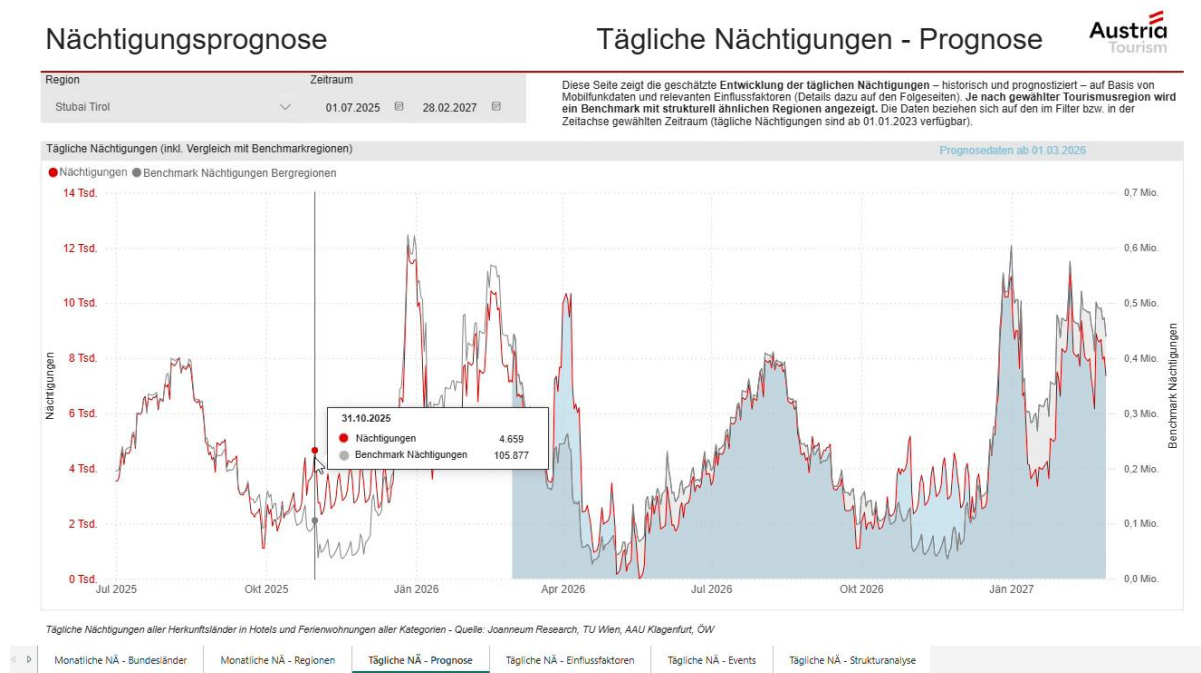 Nächtigungsprognose
Tägliche Nächtigungen - Prognose
Austria
Tourism
Region
Zeitraum
Stubai Tirol
01.07.2025
28.02.2027
Diese Seite zeigt die geschätzte Entwicklung der täglichen Nächtigungen – historisch und prognostiziert – auf Basis von
Mobilfunkdaten und relevanten Einflussfaktoren (Details dazu auf den Folgeseiten). Je nach gewählter Tourismusregion wird
ein Benchmark mit strukturell ähnlichen Regionen angezeigt. Die Daten beziehen sich auf den im Filter bzw. in der
Zeitachse gewählten Zeitraum (tägliche Nächtigungen sind ab 01.01.2023 verfügbar).
Tägliche Nächtigungen (inkl. Vergleich mit Benchmarkregionen)
Prognosedaten ab 01.03.2026
Nächtigungen
Benchmark Nächtigungen Bergregionen
14 Tsd.
12 Tsd.
10 Tsd.
8 Tsd.
6 Tsd.
4 Tsd.
2 Tsd.
0 Tsd.
Nächtigungen
0,7 Mio.
0,6 Mio.
0,5 Mio.
0,4 Mio.
0,3 Mio.
0,2 Mio.
0,1 Mio.
0,0 Mio.
Benchmark Nächtigungen
31.10.2025
Nächtigungen 4.659
Benchmark Nächtigungen 105.877
Jul 2025
Okt 2025
Jän 2026
Apr 2026
Jul 2026
Okt 2026
Jän 2027
Tägliche Nächtigungen aller Herkunftsländer in Hotels und Ferienwohnungen aller Kategorien - Quelle: Joanneum Research, TU Wien, AAU Klagenfurt, ÖW
Monatliche NÄ - Bundesländer
Monatliche NÄ - Regionen
Tägliche NÄ - Prognose
Tägliche NÄ - Einflussfaktoren
Tägliche NÄ - Events
Tägliche NÄ - Strukturanalyse